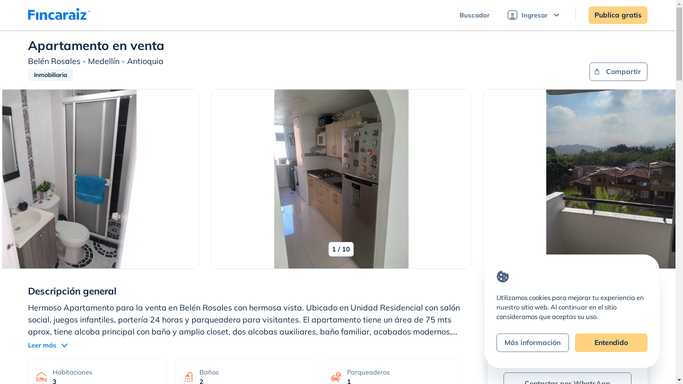 Fincaraiz
Buscador
Ingresar
Publica gratis
Apartamento en venta
Belén Rosales - Medellín - Antioquia
Inmobiliaria
Compartir
1 / 10
Descripción general
Hermoso Apartamento para la venta en Belén Rosales con hermosa vista. Ubicado en Unidad Residencial con salón
social, juegos infantiles, portería 24 horas y parqueadero para visitantes. El apartamento tiene un área de 75 mts
aprox, tiene alcoba principal con baño y amplio closet, dos alcobas auxiliares, baño familiar, acabados modernos,...
Leer más
Habitaciones
3
Baños
2
Parqueaderos
1
Utilizamos cookies para mejorar tu experiencia en
nuestro sitio web. Al continuar en el sitio
consideramos que aceptas su uso.
Más información
Entendido
Contactar por WhatsApp